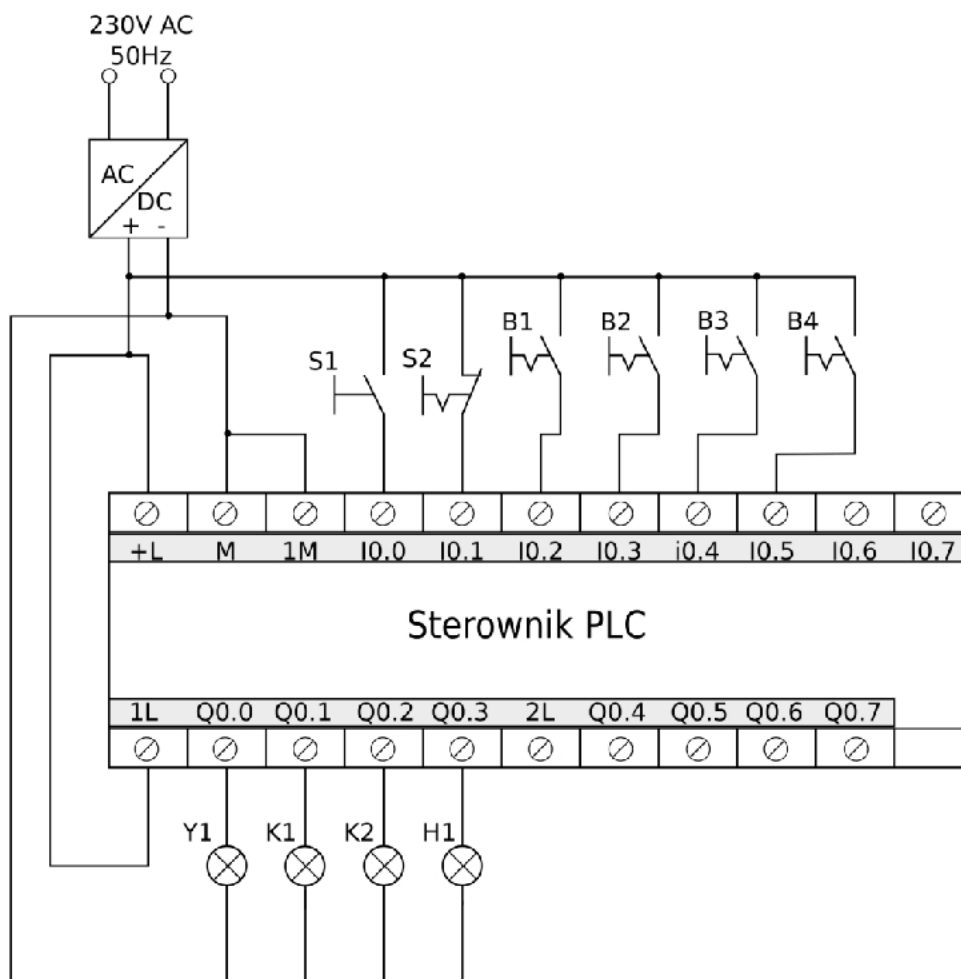 230V AC
50Hz
AC
DC
+ -
S1 S2 B1 B2 B3 B4
+L M 1M I0.0 I0.1 I0.2 I0.3 i0.4 I0.5 I0.6 I0.7
Sterownik PLC
1L Q0.0 Q0.1 Q0.2 Q0.3 2L Q0.4 Q0.5 Q0.6 Q0.7
Y1 K1 K2 H1